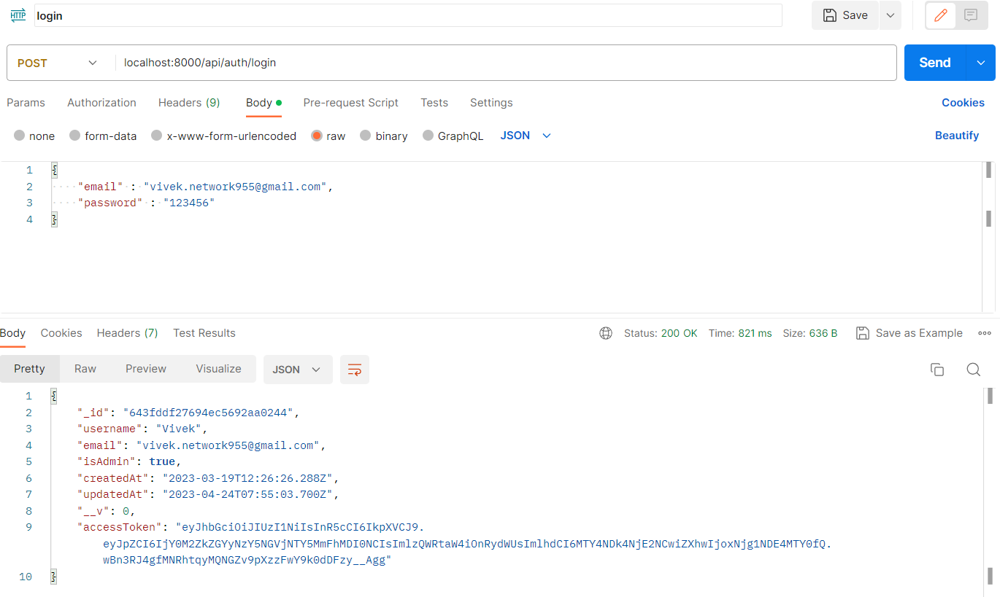 HTTP login Save
POST localhost:8000/api/auth/login Send
Params Authorization Headers (9) Body Pre-request Script Tests Settings Cookies
none form-data x-www-form-urlencoded raw binary GraphQL JSON Beautify
1 {
2 "email" : "vivek.network955@gmail.com",
3 "password" : "123456"
4 }
Body Cookies Headers (7) Test Results Status: 200 OK Time: 821 ms Size: 636 B Save as Example
Pretty Raw Preview Visualize JSON
1 {
2 "_id": "643fddf27694ec5692aa0244",
3 "username": "Vivek",
4 "email": "vivek.network955@gmail.com",
5 "isAdmin": true,
6 "createdAt": "2023-03-19T12:26:26.288Z",
7 "updatedAt": "2023-04-24T07:55:03.700Z",
8 "__v": 0,
9 "accessToken": "eyJhbGciOiJIUzI1NiIsInR5cCI6IkpXVCJ9.
eyJpZCI6IjY0M2ZkZGYyNzY5NGVjNTY5MmFhMDI0NCIsImlzQWRtaW4iOnRydWUsImlhdCI6MTY4NDk4NjE2NCwiZXhwIjoxNjg1NDE4MTY0fQ.
wBn3RJ4gfMNRhtqyMQNGZv9pXzzFwY9k0dDFzy__Agg"
10 }